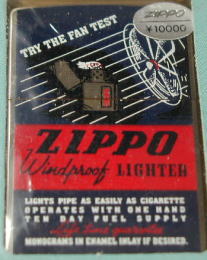 TRY THE FAN TEST
ZIPPO
¥10000
ZIPPO
Windproof LIGHTER
LIGHTS PIPE AS EASILY AS CIGARETTE
OPERATES WITH ONE HAND
TEN DAY FUEL SUPPLY
Life time guarantee
MONOGRAMS IN ENAMEL INLAY IF DESIRED.